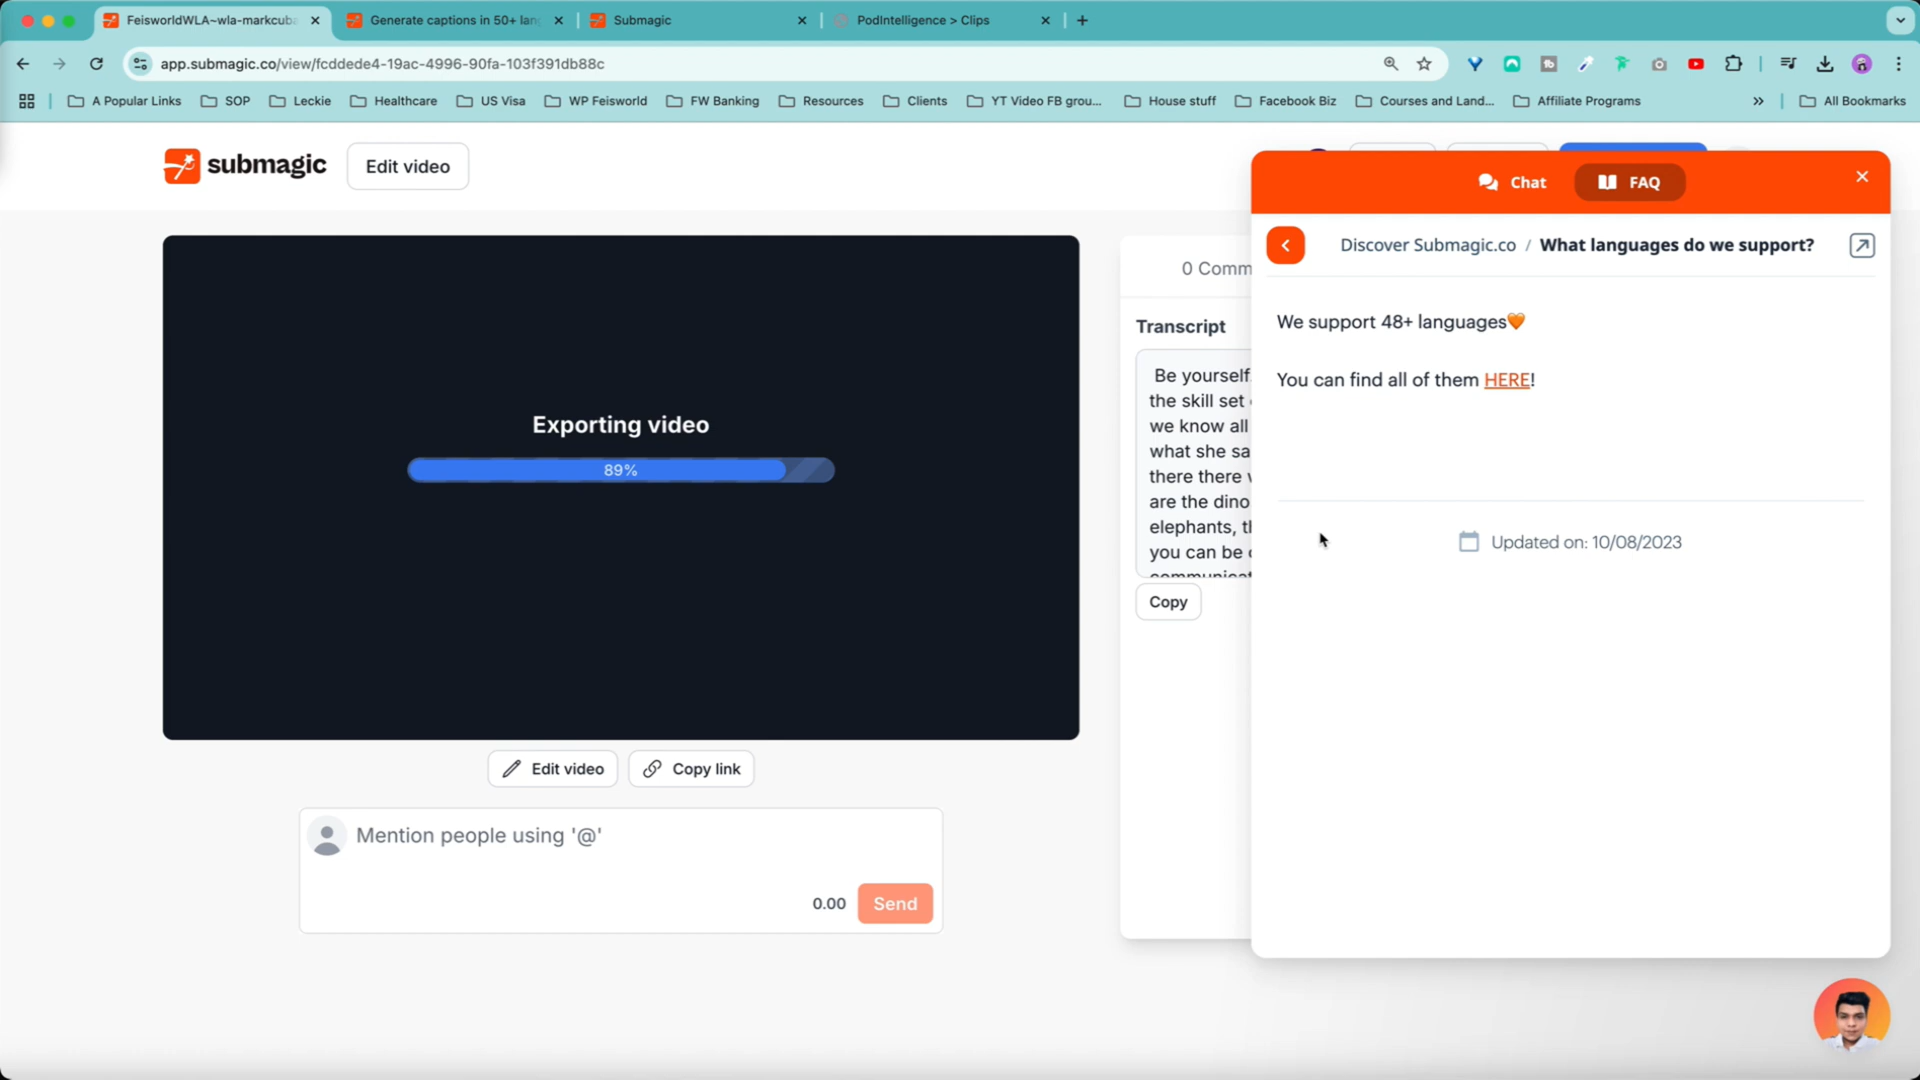 FeisworldWLA~wla-markcuba
Generate captions in 50+ lan
Submagic
PodIntelligence > Clips
app.submagic.co/view/fcddede4-19ac-4996-90fa-103f391db88c
A Popular Links
SOP
Leckie
Healthcare
US Visa
WP Feisworld
FW Banking
Resources
Clients
YT Video FB grou...
House stuff
Facebook Biz
Courses and Land...
Affiliate Programs
All Bookmarks
submagic
Edit video
Chat
FAQ
Discover Submagic.co / What languages do we support?
0 Comm
We support 48+ languages🧡
Transcript
You can find all of them HERE!
Be yourself.
the skill set
we know all
what she sa
there there w
are the dino
elephants, th
you can be
communicat
Exporting video
89%
Updated on: 10/08/2023
Copy
Edit video
Copy link
Mention people using '@'
0.00
Send